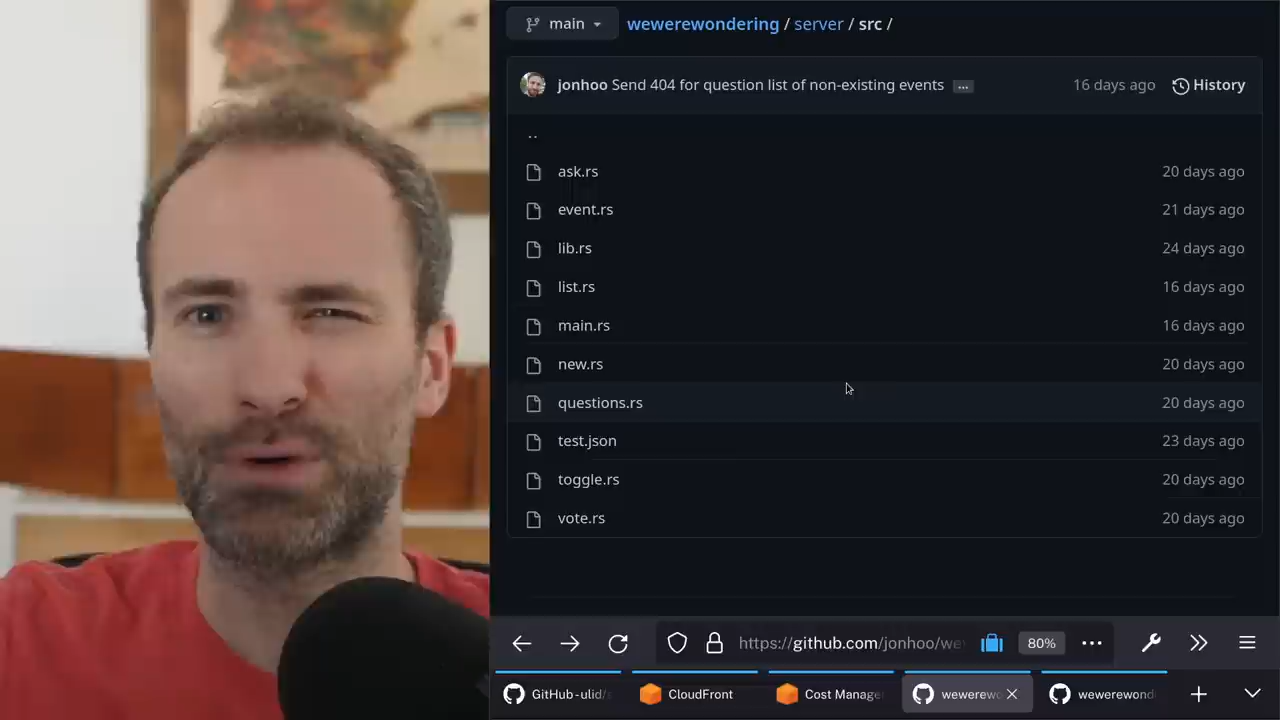 main
wewerewondering / server / src /
jonhoo Send 404 for question list of non-existing events ... 16 days ago History
..
ask.rs 20 days ago
event.rs 21 days ago
lib.rs 24 days ago
list.rs 16 days ago
main.rs 16 days ago
new.rs 20 days ago
questions.rs 20 days ago
test.json 23 days ago
toggle.rs 20 days ago
vote.rs 20 days ago
https://github.com/jonhoo/we 80%
GitHub - ulid/s CloudFront Cost Manage wewerewo wewerewond